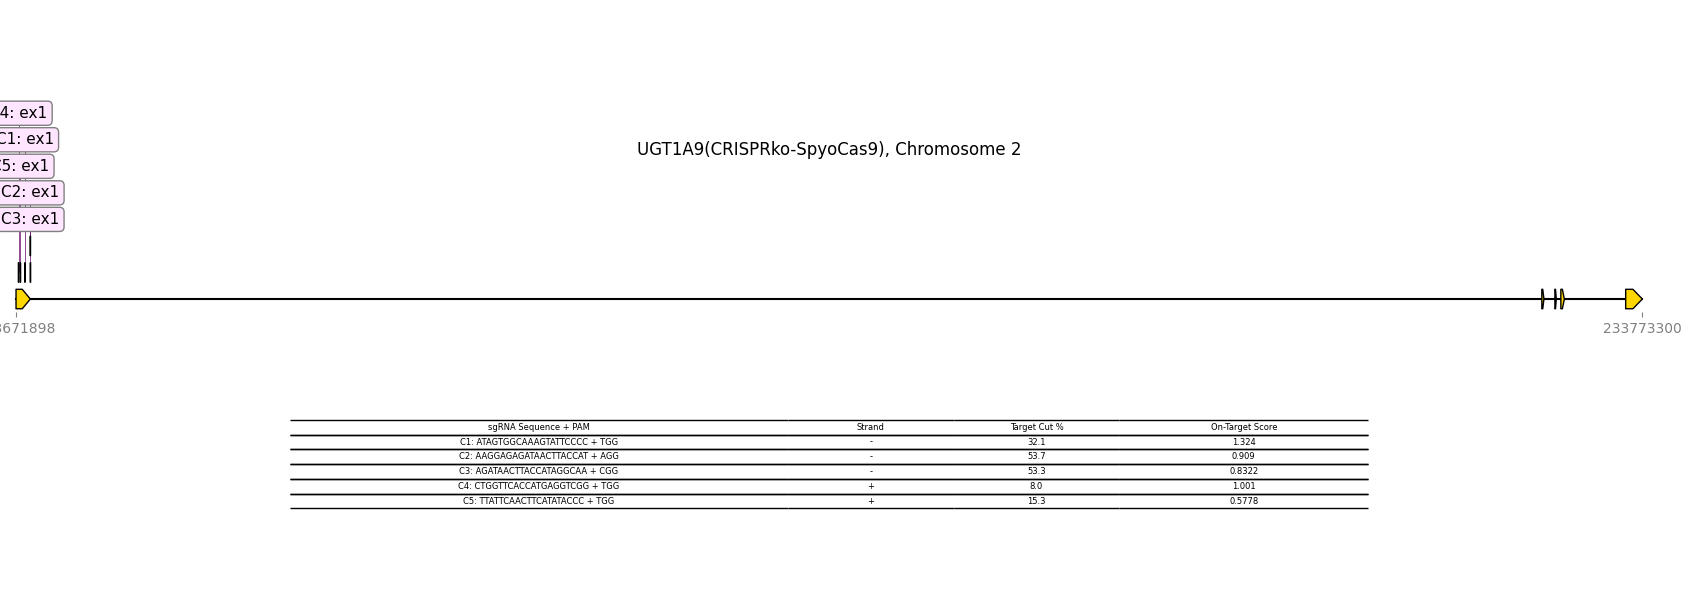 4: ex1
C1: ex1
5: ex1
C2: ex1
C3: ex1
UGT1A9(CRISPRko-SpyoCas9), Chromosome 2
3671898
233773300
sgRNA Sequence + PAM Strand Target Cut % On-Target Score
C1: ATAGTGGCAAAGTATTCCCC + TGG - 32.1 1.324
C2: AAGGAGAGATAACTTACCAT + AGG - 53.7 0.909
C3: AGATAACTTACCATAGGCAA + CGG - 53.3 0.8322
C4: CTGGTTCACCATGAGGTCGG + TGG + 8.0 1.001
C5: TTATTCAACTTCATATACCC + TGG + 15.3 0.5778